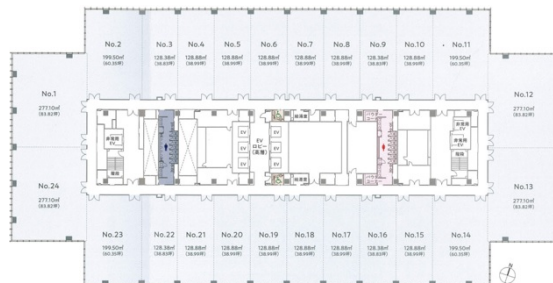 No.2
199.50㎡
(60.35坪)
No.3
128.38㎡
(38.83坪)
No.4
128.88㎡
(38.99坪)
No.5
128.88㎡
(38.99坪)
No.6
128.88㎡
(38.99坪)
No.7
128.88㎡
(38.99坪)
No.8
128.88㎡
(38.99坪)
No.9
128.38㎡
(38.83坪)
No.10
128.88㎡
(38.99坪)
No.11
199.50㎡
(60.35坪)
No.1
277.10㎡
(83.82坪)
No.12
277.10㎡
(83.82坪)
非常用
EV
階段
EV
ロビー
(高層)
EV
EV
EV
EV
EV
EV
給湯室
給湯室
非常用
EV
階段
No.24
277.10㎡
(83.82坪)
No.13
277.10㎡
(83.82坪)
No.23
199.50㎡
(60.35坪)
No.22
128.38㎡
(38.83坪)
No.21
128.88㎡
(38.99坪)
No.20
128.88㎡
(38.99坪)
No.19
128.88㎡
(38.99坪)
No.18
128.88㎡
(38.99坪)
No.17
128.88㎡
(38.99坪)
No.16
128.38㎡
(38.83坪)
No.15
128.88㎡
(38.99坪)
No.14
199.50㎡
(60.35坪)
N